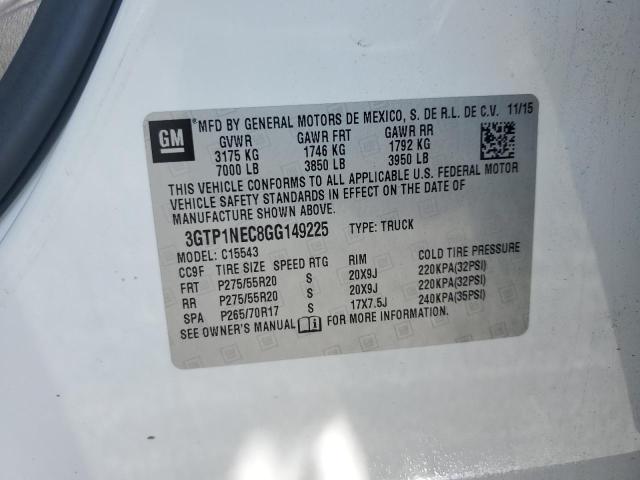 GM MFD BY GENERAL MOTORS DE MEXICO, S. DE R.L. DE C.V. 11/15
GVWR GAWR FRT GAWR RR
3175 KG 1746 KG 1792 KG
7000 LB 3850 LB 3950 LB
THIS VEHICLE CONFORMS TO ALL APPLICABLE U.S. FEDERAL MOTOR
VEHICLE SAFETY STANDARDS IN EFFECT ON THE DATE OF
MANUFACTURE SHOWN ABOVE.
3GTP1NEC8GG149225 TYPE: TRUCK
MODEL: C15543
CC9F TIRE SIZE SPEED RTG RIM COLD TIRE PRESSURE
FRT P275/55R20 S 20X9J 220KPA(32PSI)
RR P275/55R20 S 20X9J 220KPA(32PSI)
SPA P265/70R17 S 17X7.5J 240KPA(35PSI)
SEE OWNER'S MANUAL FOR MORE INFORMATION.